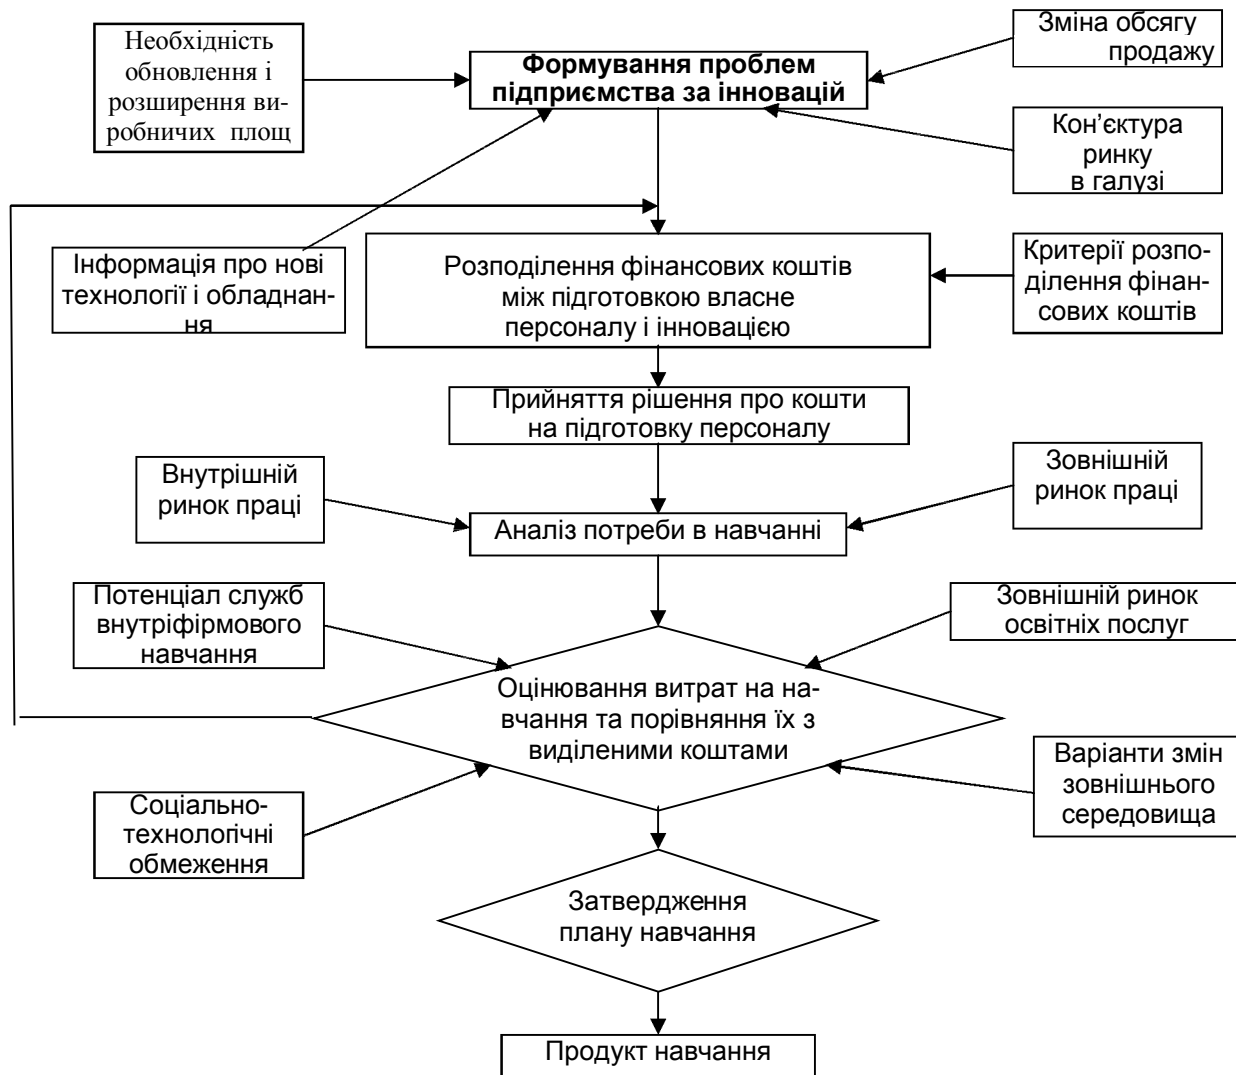 Необхідність
обновлення і
розширення ви-
робничих площ
Формування проблем
підприємства за інновацій
Зміна обсягу
продажу
Кон’єктура
ринку
в галузі
Інформація про нові
технології і обладнан-
ня
Розподілення фінансових коштів
між підготовкою власне
персоналу і інновацією
Критерії розпо-
ділення фінан-
сових коштів
Прийняття рішення про кошти
на підготовку персоналу
Внутрішній
ринок праці
Зовнішній
ринок праці
Аналіз потреби в навчанні
Потенціал служб
внутріфірмового
навчання
Зовнішній ринок
освітніх послуг
Оцінювання витрат на на-
вчання та порівняння їх з
виділеними коштами
Соціально-
технологічні
обмеження
Варіанти змін
зовнішнього
середовища
Затвердження
плану навчання
Продукт навчання